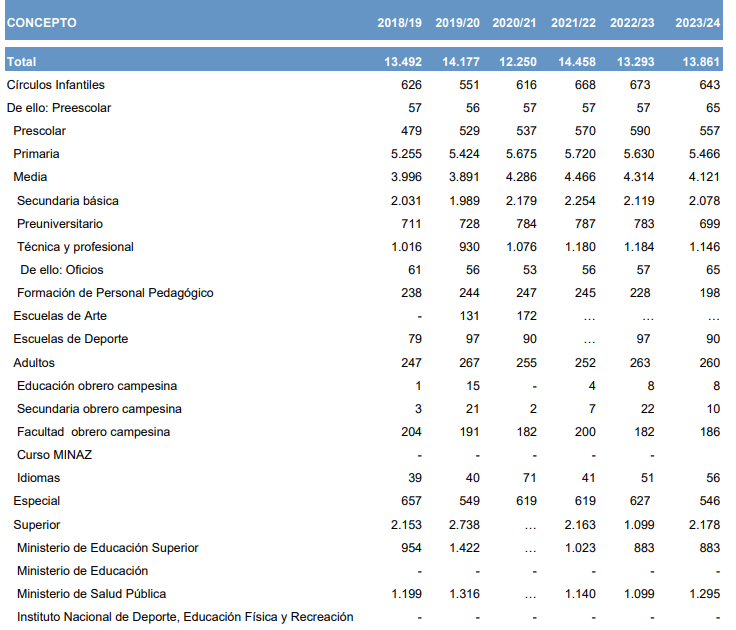 CONCEPTO 2018/19 2019/20 2020/21 2021/22 2022/23 2023/24
Total 13.492 14.177 12.250 14.458 13.293 13.861
Círculos Infantiles 626 551 616 668 673 643
De ello: Preescolar 57 56 57 57 57 65
Prescolar 479 529 537 570 590 557
Primaria 5.255 5.424 5.675 5.720 5.630 5.466
Media 3.996 3.891 4.286 4.466 4.314 4.121
Secundaria básica 2.031 1.989 2.179 2.254 2.119 2.078
Preuniversitario 711 728 784 787 783 699
Técnica y profesional 1.016 930 1.076 1.180 1.184 1.146
De ello: Oficios 61 56 53 56 57 65
Formación de Personal Pedagógico 238 244 247 245 228 198
Escuelas de Arte - 131 172 … … …
Escuelas de Deporte 79 97 90 … 97 90
Adultos 247 267 255 252 263 260
Educación obrero campesina 1 15 - 4 8 8
Secundaria obrero campesina 3 21 2 7 22 10
Facultad obrero campesina 204 191 182 200 182 186
Curso MINAZ - - - - -
Idiomas 39 40 71 41 51 56
Especial 657 549 619 619 627 546
Superior 2.153 2.738 … 2.163 1.099 2.178
Ministerio de Educación Superior 954 1.422 … 1.023 883 883
Ministerio de Educación - - - - - -
Ministerio de Salud Pública 1.199 1.316 … 1.140 1.099 1.295
Instituto Nacional de Deporte, Educación Física y Recreación - - - - - -